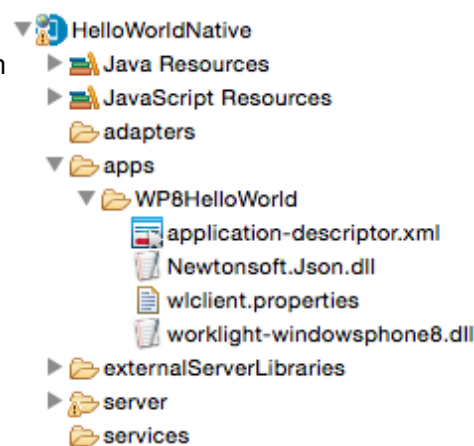 HelloWorldNative
n
Java Resources
JavaScript Resources
adapters
apps
WP8HelloWorld
application-descriptor.xml
Newtonsoft.Json.dll
wlclient.properties
worklight-windowsphone8.dll
externalServerLibraries
server
services